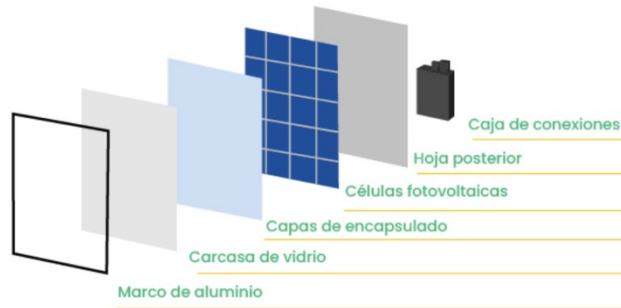 Caja de conexiones
Hoja posterior
Células fotovoltaicas
Capas de encapsulado
Carcasa de vidrio
Marco de aluminio